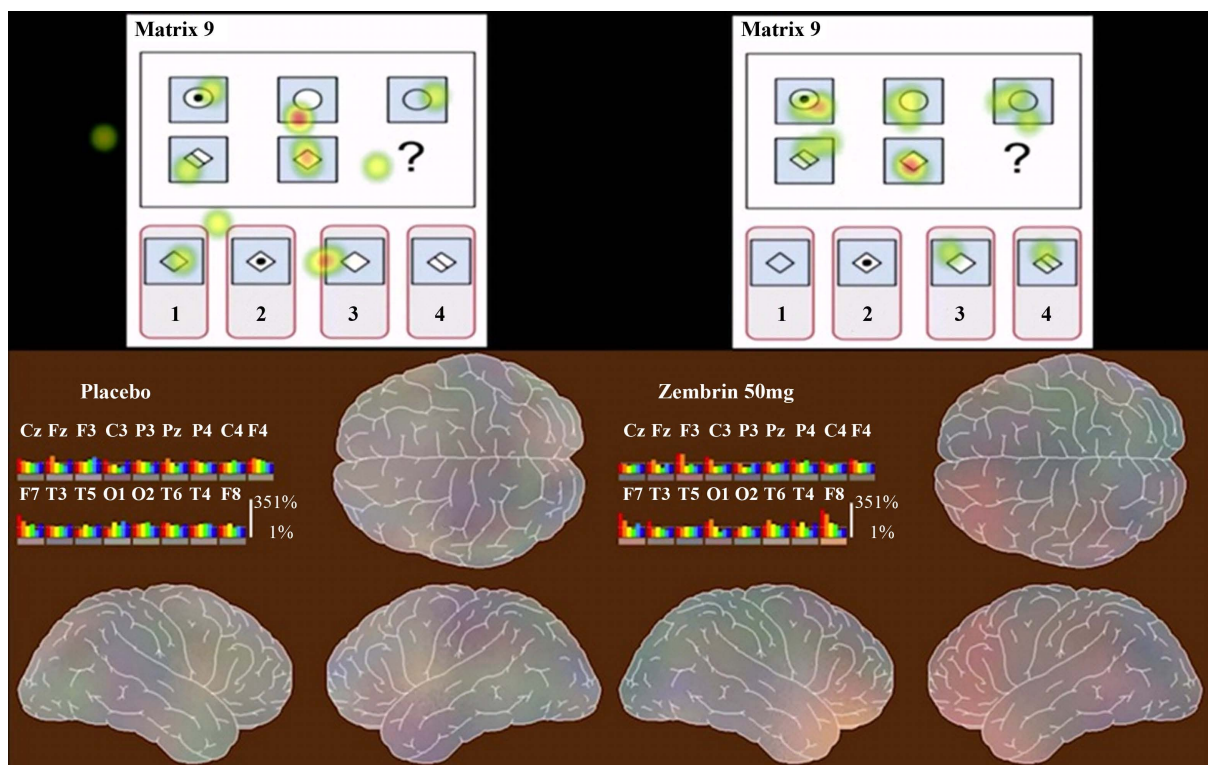 Matrix 9
?
1 2 3 4
Matrix 9
?
1 2 3 4
Placebo
Cz Fz F3 C3 P3 Pz P4 C4 F4
F7 T3 T5 O1 O2 T6 T4 F8
351%
1%
Zembrin 50mg
Cz Fz F3 C3 P3 Pz P4 C4 F4
F7 T3 T5 O1 O2 T6 T4 F8
351%
1%